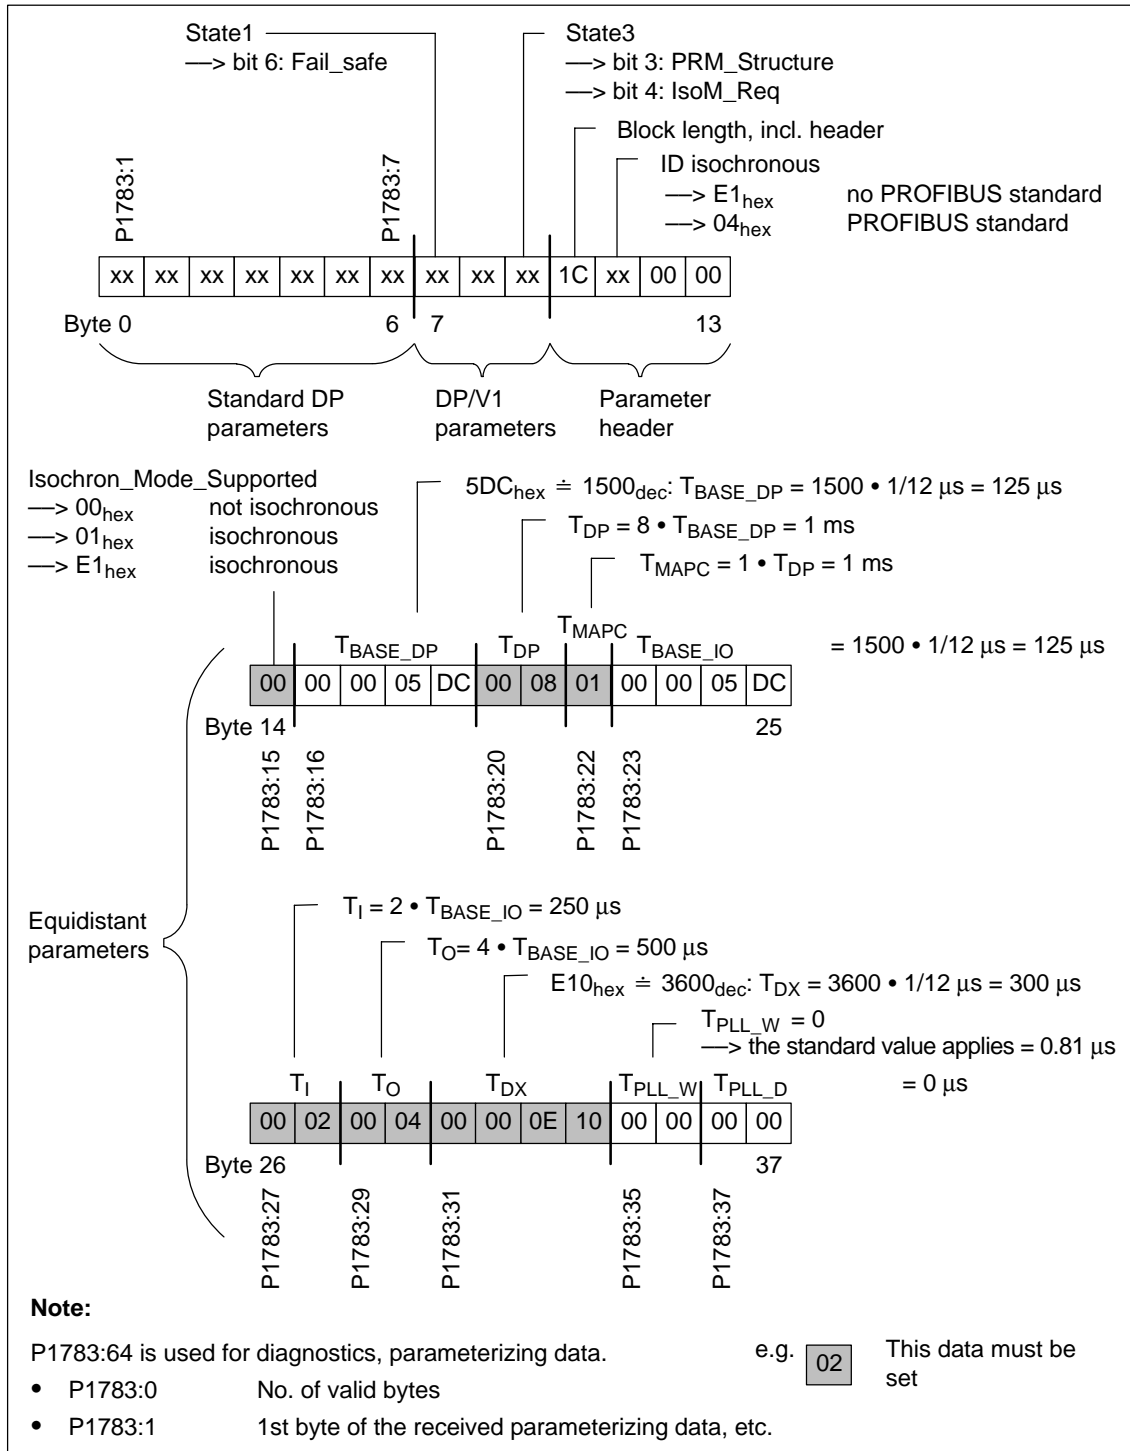 State1
—> bit 6: Fail_safe
State3
—> bit 3: PRM_Structure
—> bit 4: IsoM_Req
Block length, incl. header
ID isochronous
—> E1hex no PROFIBUS standard
—> 04hex PROFIBUS standard
P1783:1
P1783:7
xx xx xx xx xx xx xx xx xx xx 1C xx 00 00
Byte 0 6 7 13
Standard DP parameters
DP/V1 parameters
Parameter header
Isochron_Mode_Supported
—> 00hex not isochronous
—> 01hex isochronous
—> E1hex isochronous
5DChex ≐ 1500dec: TBASE_DP = 1500 • 1/12 μs = 125 μs
TDP = 8 • TBASE_DP = 1 ms
TMAPC = 1 • TDP = 1 ms
TBASE_DP TDP TMAPC TBASE_IO = 1500 • 1/12 μs = 125 μs
00 00 00 05 DC 00 08 01 00 00 05 DC
Byte 14 25
P1783:15
P1783:16
P1783:20
P1783:22
P1783:23
Equidistant parameters
TI = 2 • TBASE_IO = 250 μs
TO= 4 • TBASE_IO = 500 μs
E10hex ≐ 3600dec: TDX = 3600 • 1/12 μs = 300 μs
TPLL_W = 0
—> the standard value applies = 0.81 μs
TI TO TDX TPLL_W TPLL_D = 0 μs
00 02 00 04 00 00 0E 10 00 00 00 00
Byte 26 37
P1783:27
P1783:29
P1783:31
P1783:35
P1783:37
Note:
P1783:64 is used for diagnostics, parameterizing data.
• P1783:0 No. of valid bytes
• P1783:1 1st byte of the received parameterizing data, etc.
e.g. 02 This data must be set